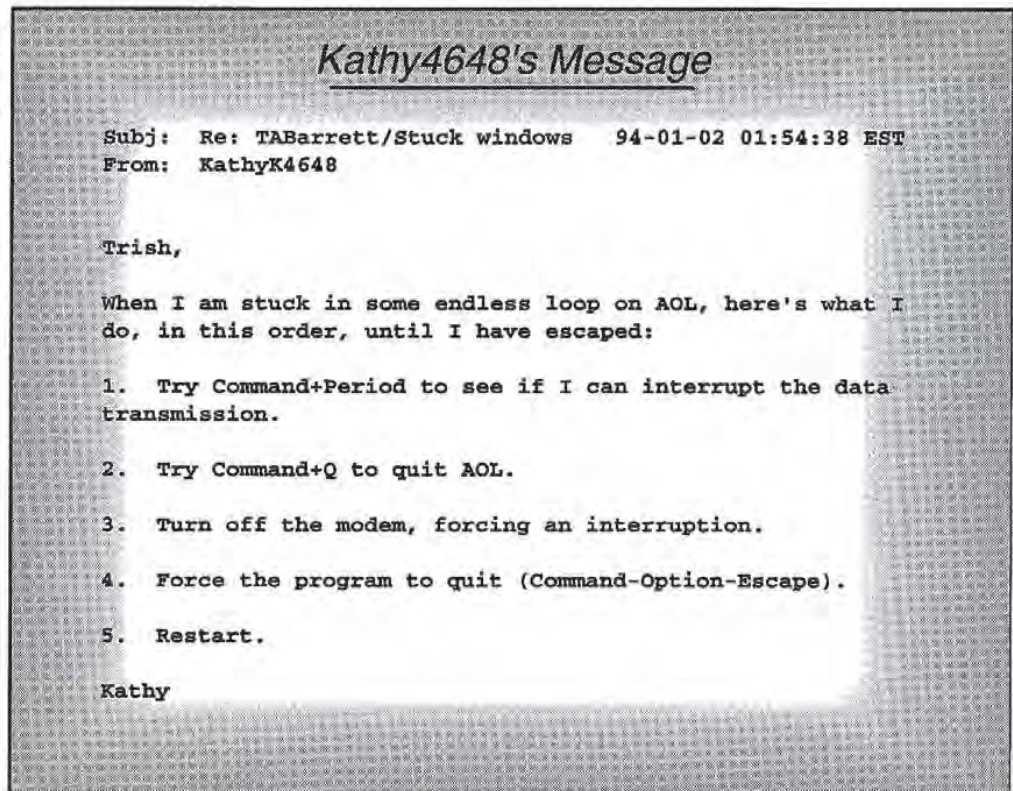 Kathy4648's Message
Subj: Re: TABarrett/Stuck windows 94-01-02 01:54:38 EST
From: KathyK4648
Trish,
When I am stuck in some endless loop on AOL, here's what I
do, in this order, until I have escaped:
1. Try Command+Period to see if I can interrupt the data
transmission.
2. Try Command+Q to quit AOL.
3. Turn off the modem, forcing an interruption.
4. Force the program to quit (Command-Option-Escape).
5. Restart.
Kathy